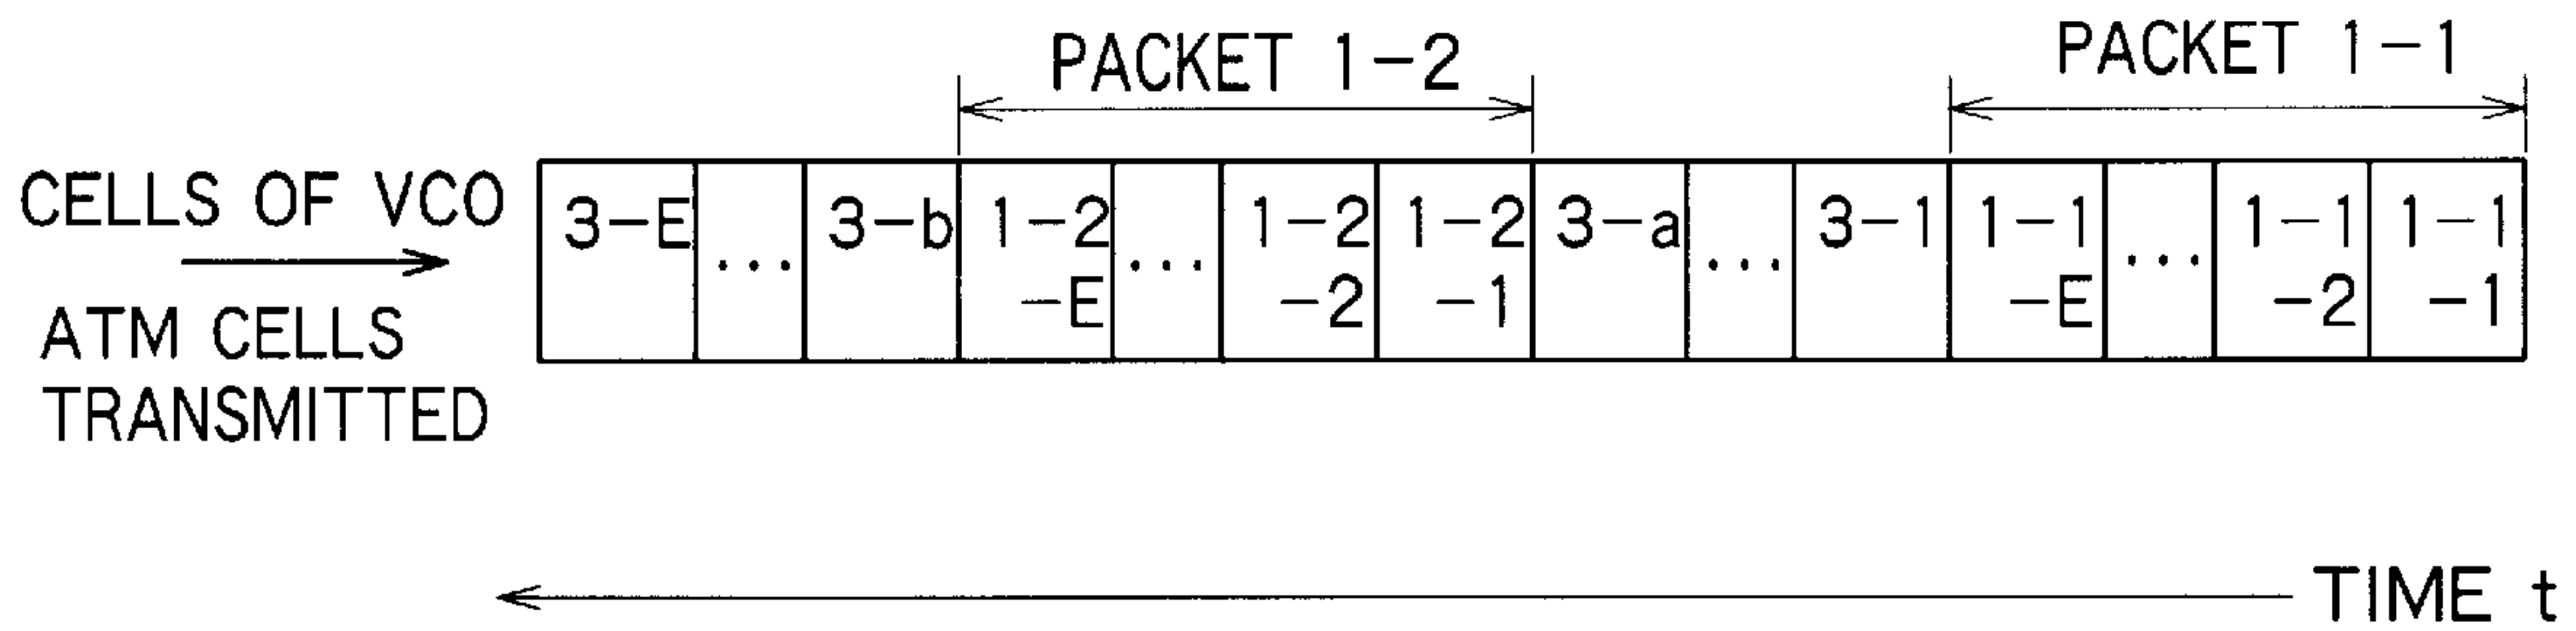 PACKET 1-2
PACKET 1-1
CELLS OF VCO
ATM CELLS
TRANSMITTED
3-E ... 3-b 1-2 ... 1-2 1-2 3-a ... 3-1 1-1 ... 1-1 1-1
-E -2 -1 -E -2 -1
TIME t